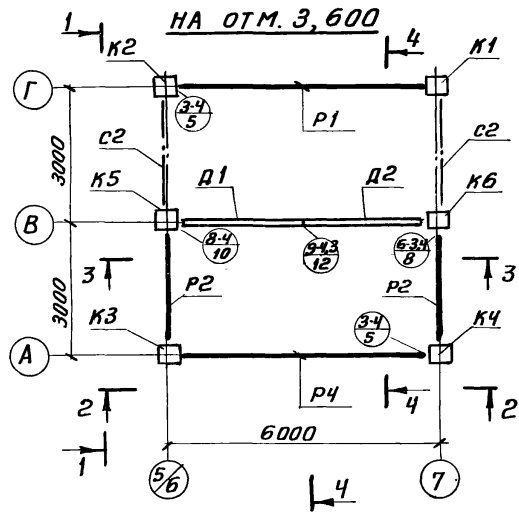 НА ОТМ. 3,600
1
4
К2
К1
Г
3-4
5
Р1
С2
С2
3000
К5
Д1
Д2
К6
В
8-4
10
9-4,3
12
6-3,4
8
3
Р2
Р2
3
3000
К3
3-4
5
К4
А
Р4
2
4
2
6000
1
5/6
4
7